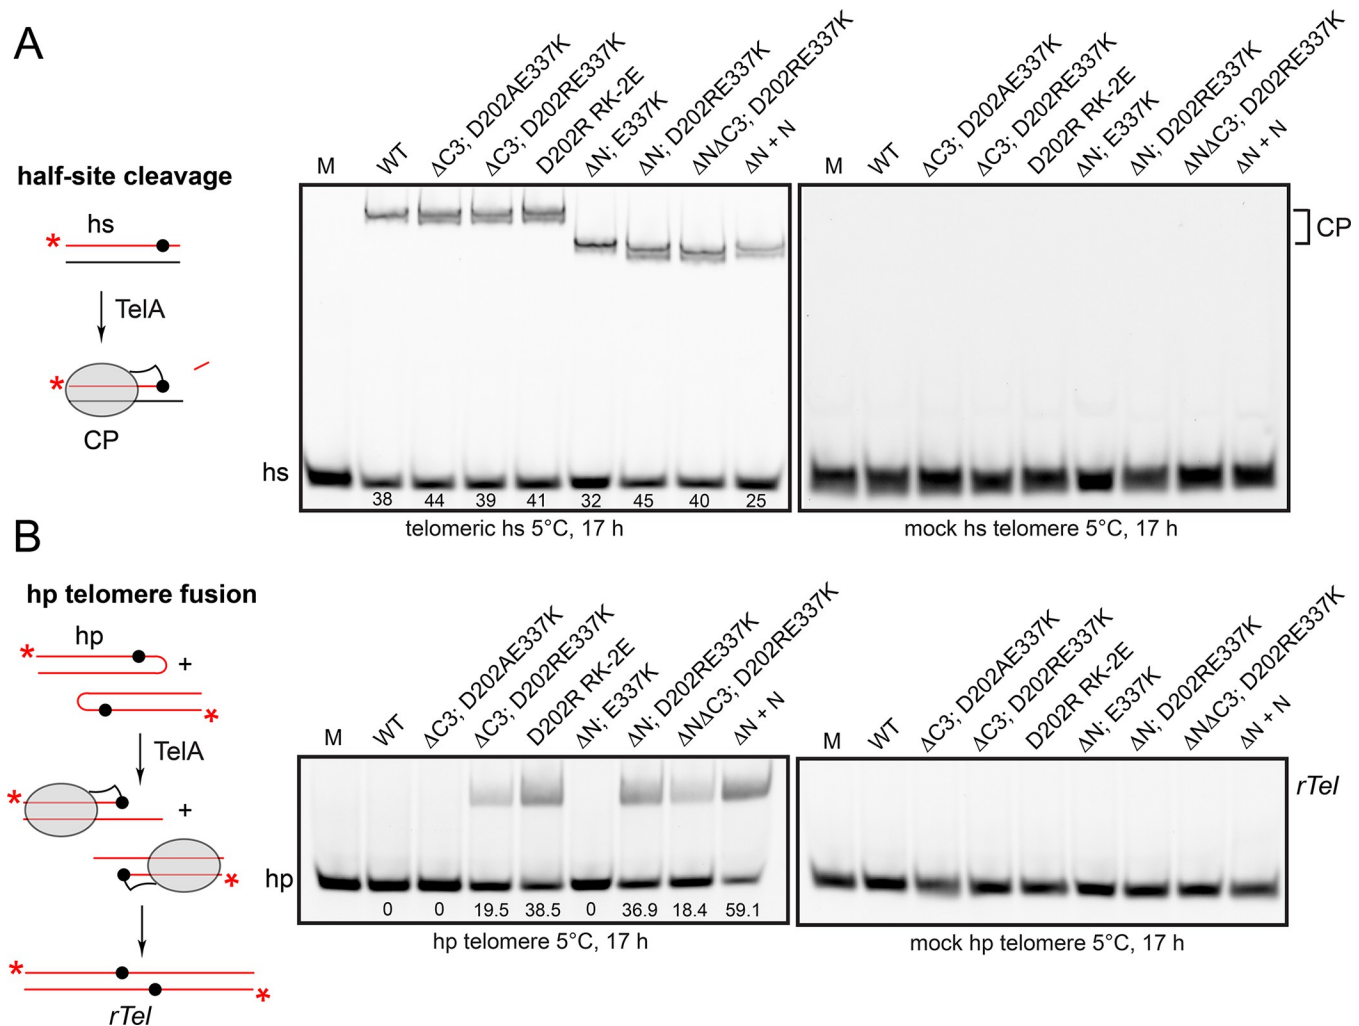 A
half-site cleavage
* hs
TelA
*
CP
M WT ΔC3; D202AE337K ΔC3; D202RE337K D202R RK-2E ΔN; E337K ΔN; D202RE337K ΔNΔC3; D202RE337K ΔN + N
M WT ΔC3; D202AE337K ΔC3; D202RE337K D202R RK-2E ΔN; E337K ΔN; D202RE337K ΔNΔC3; D202RE337K ΔN + N
CP
hs
38 44 39 41 32 45 40 25
telomeric hs 5°C, 17 h
mock hs telomere 5°C, 17 h
B
hp telomere fusion
* hp +
*
TelA
* +
*
*
*
rTel
M WT ΔC3; D202AE337K ΔC3; D202RE337K D202R RK-2E ΔN; E337K ΔN; D202RE337K ΔNΔC3; D202RE337K ΔN + N
M WT ΔC3; D202AE337K ΔC3; D202RE337K D202R RK-2E ΔN; E337K ΔN; D202RE337K ΔNΔC3; D202RE337K ΔN + N
rTel
hp
0 0 19.5 38.5 0 36.9 18.4 59.1
hp telomere 5°C, 17 h
mock hp telomere 5°C, 17 h